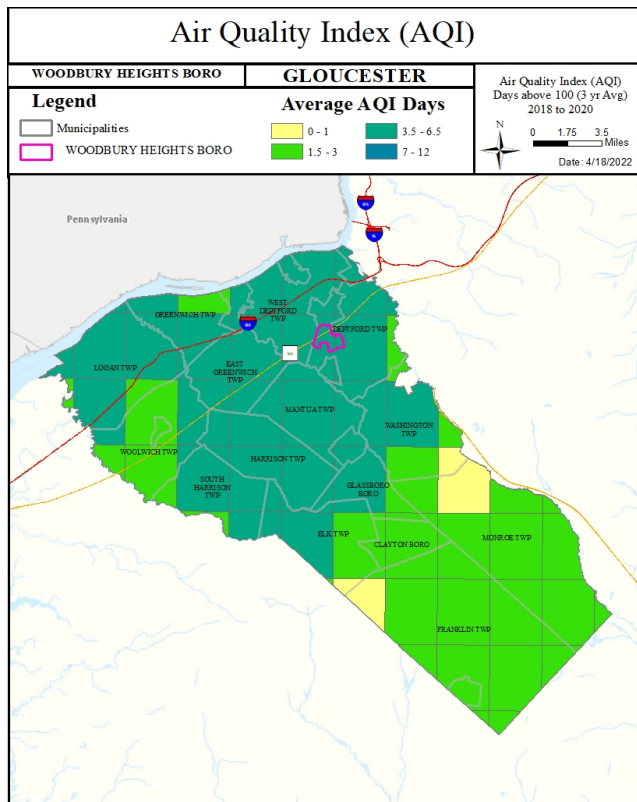 Air Quality Index (AQI)
WOODBURY HEIGHTS BORO
GLOUCESTER
Legend
Municipalities
WOODBURY HEIGHTS BORO
Average AQI Days
0 - 1
3.5 - 6.5
1.5 - 3
7 - 12
Air Quality Index (AQI)
Days above 100 (3 yr Avg)
2018 to 2020
N
0 1.75 3.5
Miles
Date: 4/18/2022
Pennsylvania
WEST
DEPTFORD
TWP
GREENWICH TWP
DEPTFORD TWP
LOGAN TWP
EAST
GREENWICH
TWP
MANTUA TWP
WASHINGTON
TWP
WOOLWICH TWP
HARRISON TWP
SOUTH
HARRISON
TWP
GLASSBORO
BORO
ELK TWP
CLAYTON BORO
MONROE TWP
FRANKLIN TWP